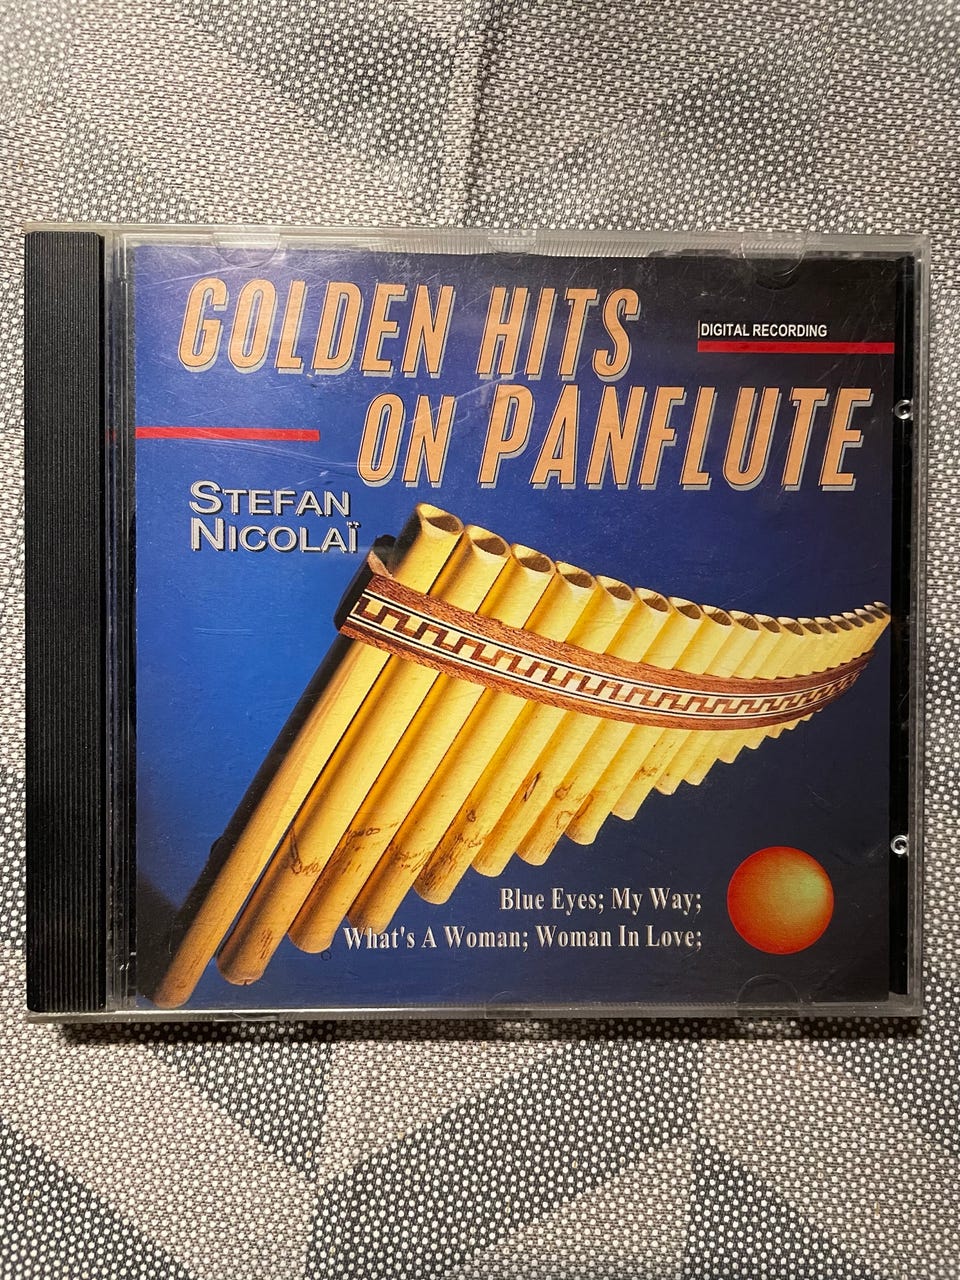 GOLDEN HITS
ON PANFLUTE
DIGITAL RECORDING
STEFAN
NICOLAÏ
Blue Eyes; My Way;
What's A Woman; Woman In Love;